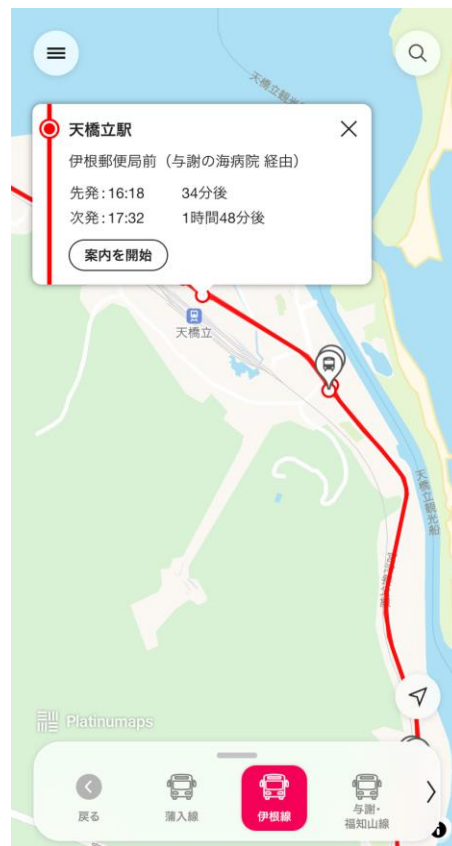 天橋立駅
伊根郵便局前（与謝の海病院 経由）
先発:16:18 34分後
次発:17:32 1時間48分後
案内を開始
天橋立
天橋立観光船
Platinumaps
戻る
蒲入線
伊根線
与謝・
福知山線